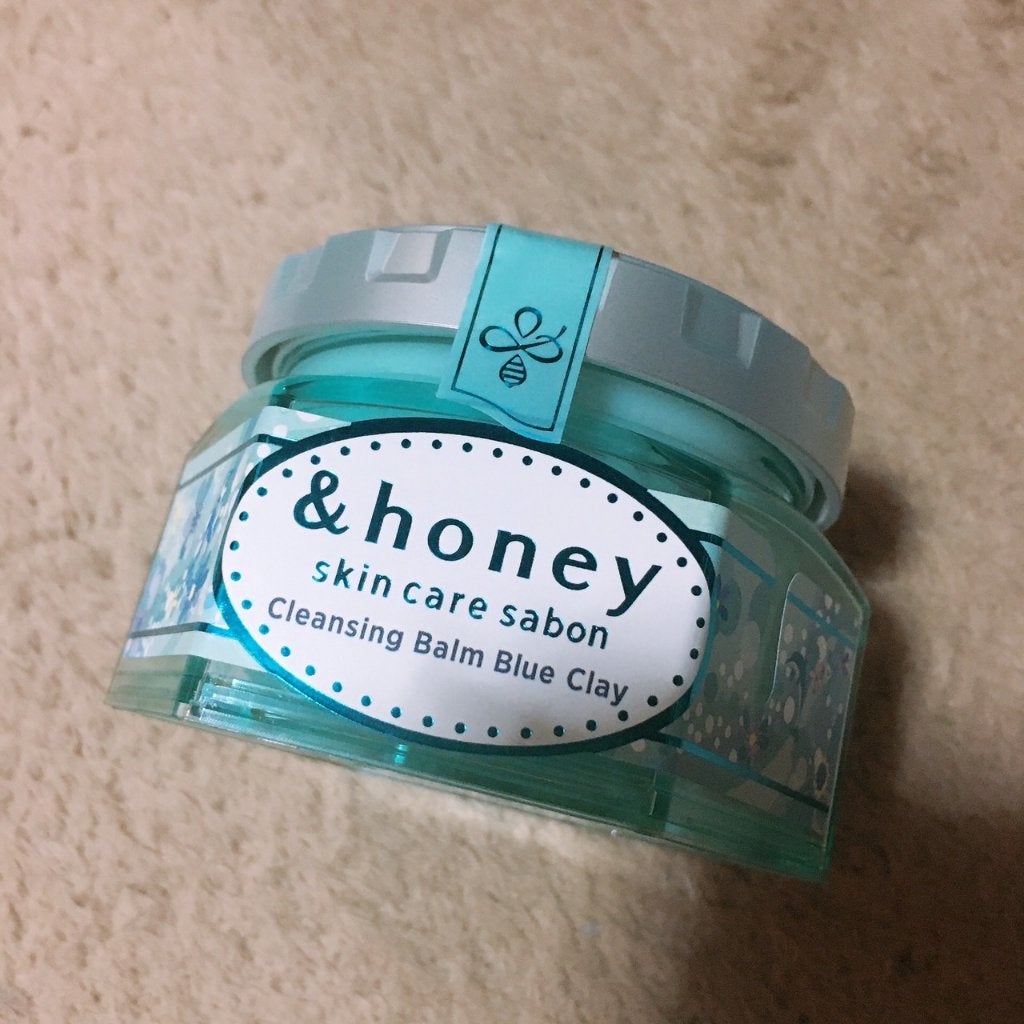 &honey
skin care sabon
Cleansing Balm Blue Clay